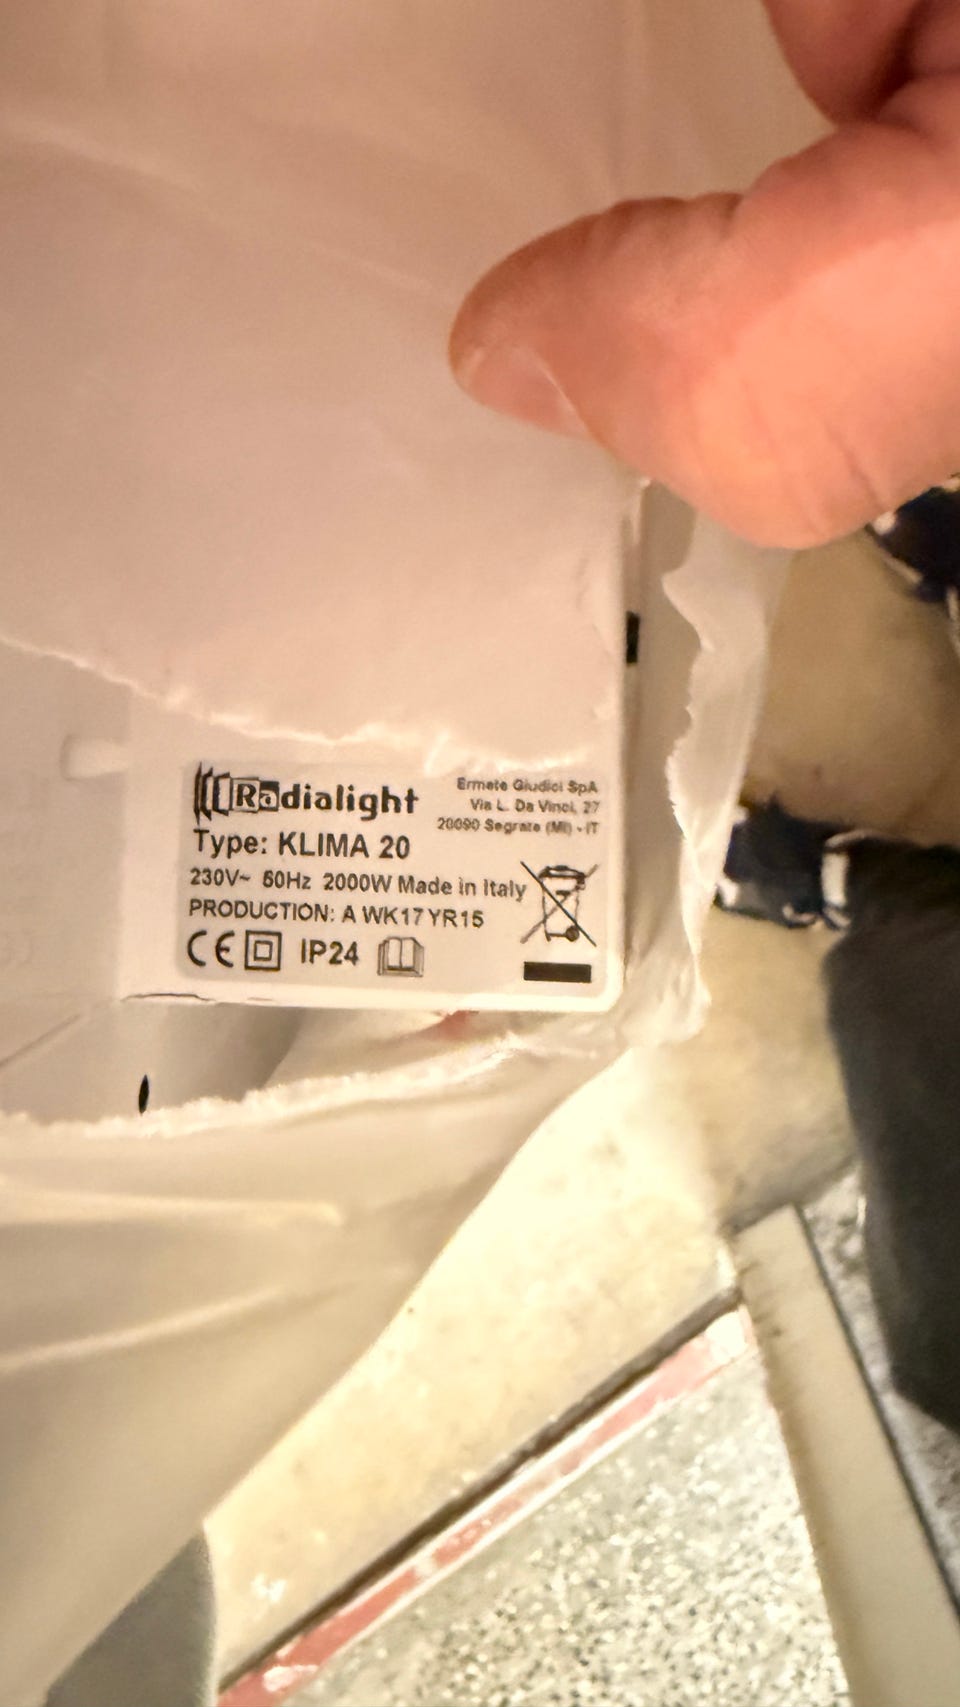 Radialight
Ermete Giudici SpA
Via L. Da Vinci, 27
20090 Segrate (MI) - IT
Type: KLIMA 20
230V~ 50Hz 2000W Made in Italy
PRODUCTION: A WK17 YR15
CE IP24